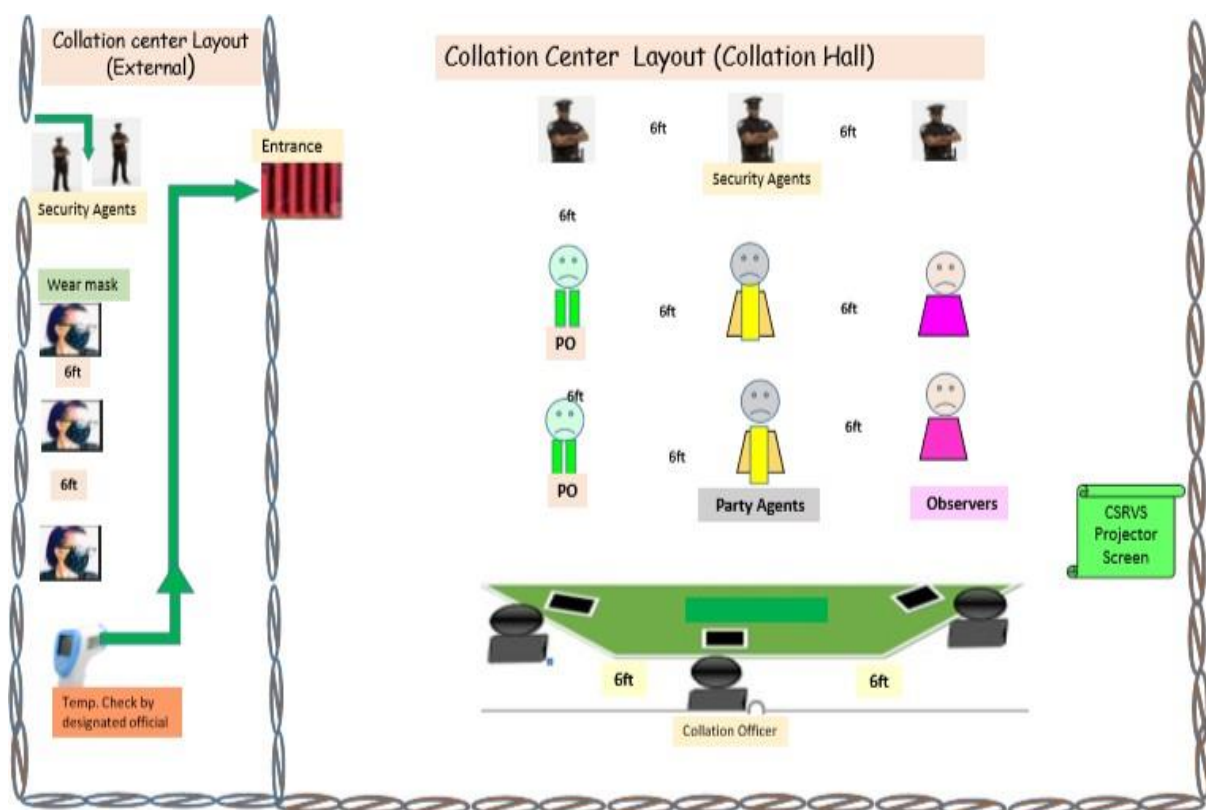 Collation center Layout
(External)
Security Agents
Wear mask
6ft
6ft
Temp. Check by
designated official
Entrance
Collation Center Layout (Collation Hall)
6ft
6ft
Security Agents
6ft
6ft
6ft
PO
6ft
6ft
6ft
PO
Party Agents
Observers
CSRVS
Projector
Screen
6ft
6ft
Collation Officer